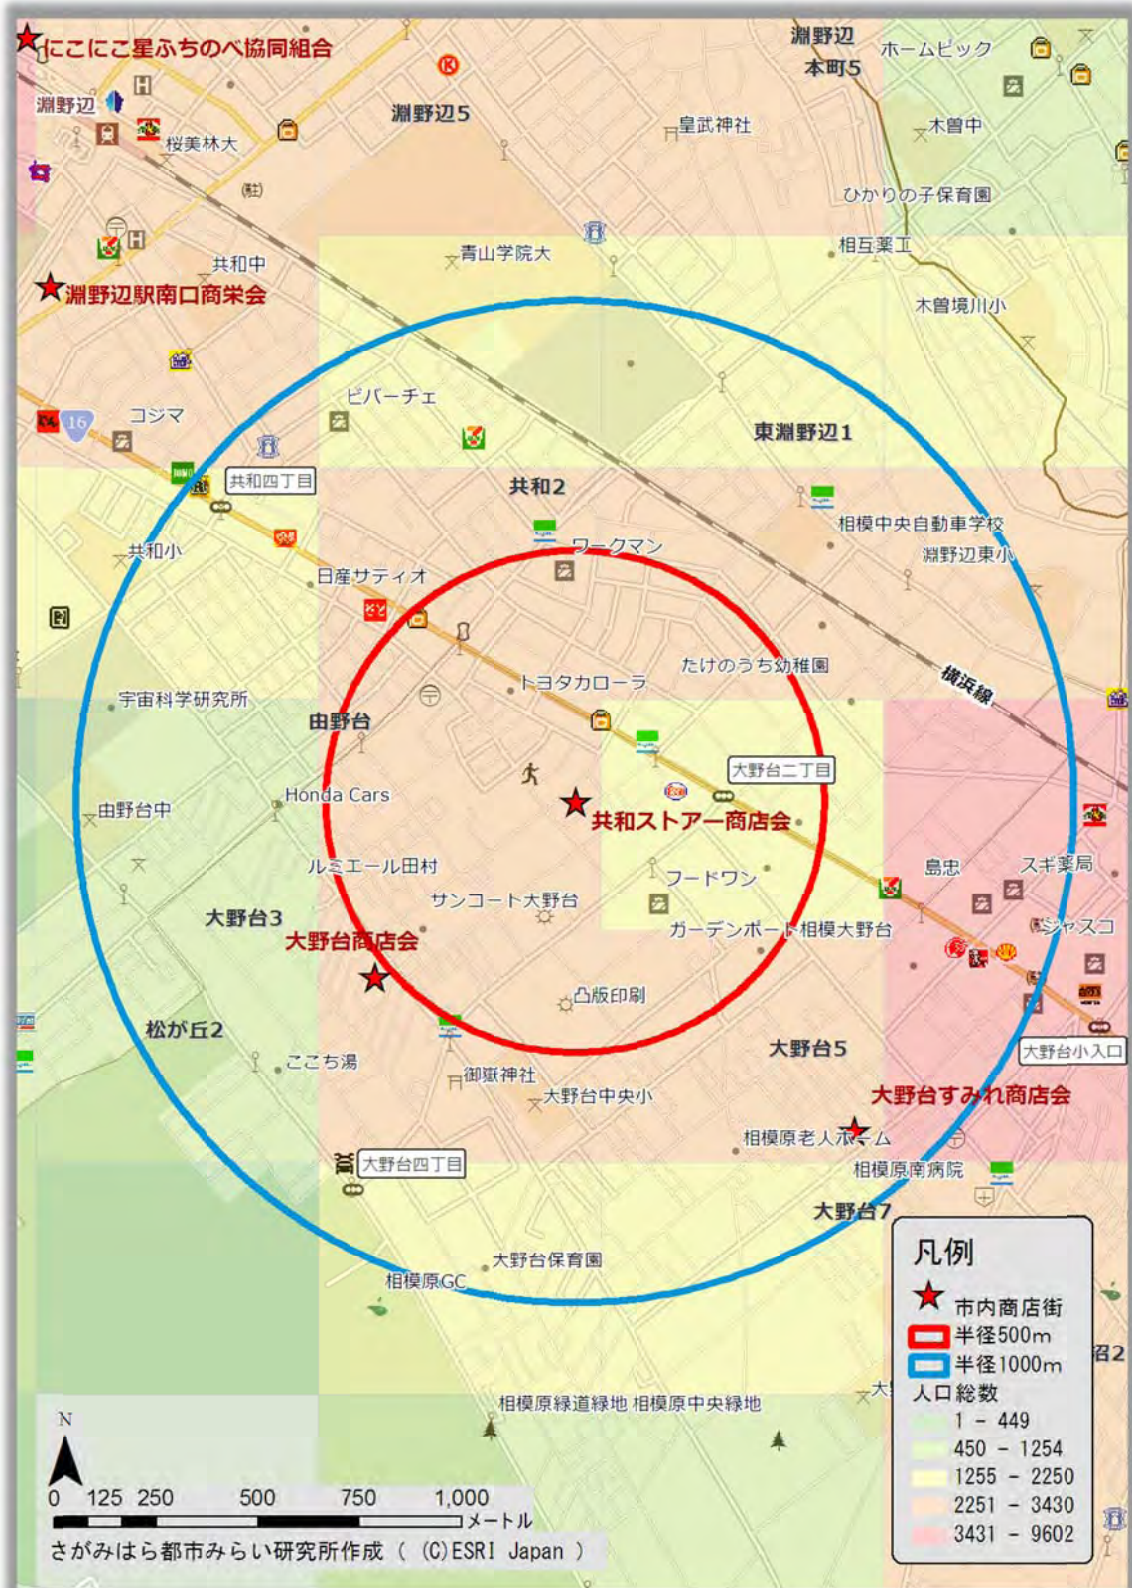 にこにこ星ふちのべ協同組合
淵野辺
本町5
ホームピック
淵野辺
淵野辺5
皇武神社
木曽中
桜美林大
(駐)
ひかりの子保育園
青山学院大
相互薬工
共和中
淵野辺駅南口商栄会
木曽境川小
ビバーチェ
コジマ
16
東淵野辺1
共和四丁目
共和2
相模中央自動車学校
ワークマン
共和小
淵野辺東小
日産サティオ
たけのうち幼稚園
トヨタカローラ
横浜線
宇宙科学研究所
由野台
大野台二丁目
Honda Cars
由野台中
共和ストアー商店会
ルミエール田村
フードワン
島忠
スギ薬局
サンコート大野台
大野台3
ガーデンポート相模大野台
ジャスコ
大野台商店会
凸版印刷
松が丘2
大野台5
大野台小入口
ここち湯
御嶽神社
大野台中央小
大野台すみれ商店会
相模原老人ホーム
大野台四丁目
相模原南病院
大野台7
大野台保育園
相模原GC
凡例
市内商店街
半径500m
半径1000m
沼2
人口総数
大
相模原緑道緑地 相模原中央緑地
1 - 449
450 - 1254
1255 - 2250
2251 - 3430
3431 - 9602
N
0 125 250 500 750 1,000
メートル
さがみはら都市みらい研究所作成 ( (C)ESRI Japan )